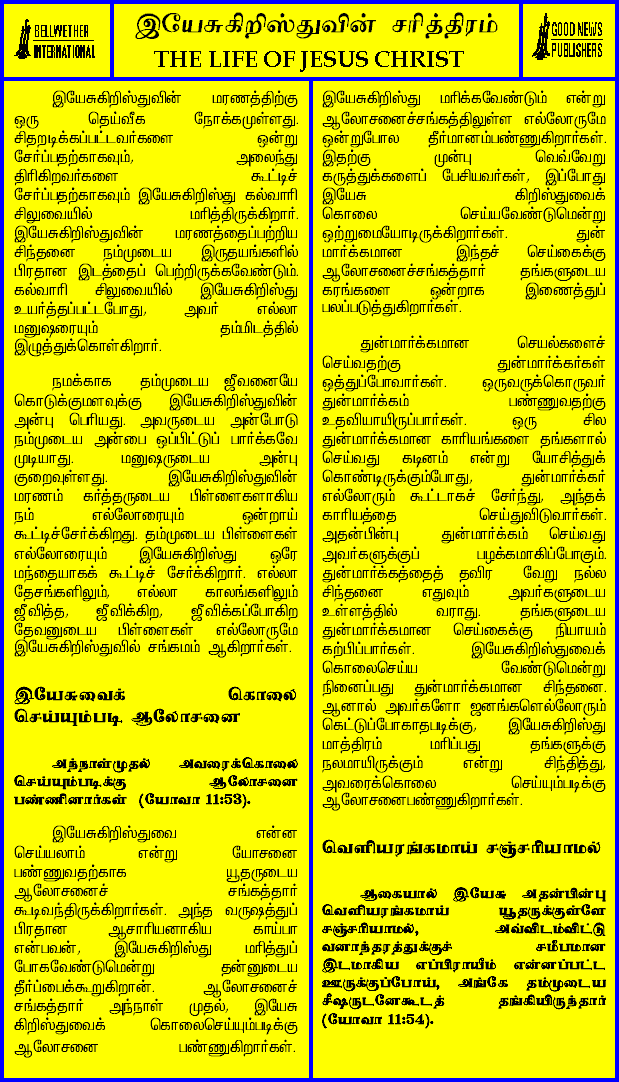 BELLWETHER
INTERNATIONAL
இயேசுகிறிஸ்துவின் சரித்திரம்
THE LIFE OF JESUS CHRIST
GOOD NEWS
PUBLISHERS
இயேசுகிறிஸ்துவின் மரணத்திற்கு
ஒரு தெய்வீக நோக்கமுள்ளது.
சிதறடிக்கப்பட்டவர்களை ஒன்று
சேர்ப்பதற்காகவும், அலைந்து
திரிகிறவர்களை கூட்டிச்
சேர்ப்பதற்காகவும் இயேசுகிறிஸ்து கல்வாரி
சிலுவையில் மரித்திருக்கிறார்.
இயேசுகிறிஸ்துவின் மரணத்தைப்பற்றிய
சிந்தனை நம்முடைய இருதயங்களில்
பிரதான இடத்தைப் பெற்றிருக்கவேண்டும்.
கல்வாரி சிலுவையில் இயேசுகிறிஸ்து
உயர்த்தப்பட்டபோது, அவர் எல்லா
மனுஷரையும் தம்மிடத்தில்
இழுத்துக்கொள்கிறார்.
நமக்காக தம்முடைய ஜீவனையே
கொடுக்குமளவுக்கு இயேசுகிறிஸ்துவின்
அன்பு பெரியது. அவருடைய அன்போடு
நம்முடைய அன்பை ஒப்பிட்டுப் பார்க்கவே
முடியாது. மனுஷருடைய அன்பு
குறைவுள்ளது. இயேசுகிறிஸ்துவின்
மரணம் கர்த்தருடைய பிள்ளைகளாகிய
நம் எல்லோரையும் ஒன்றாய்
கூட்டிச்சேர்க்கிறது. தம்முடைய பிள்ளைகள்
எல்லோரையும் இயேசுகிறிஸ்து ஒரே
மந்தையாகக் கூட்டிச் சேர்க்கிறார். எல்லா
தேசங்களிலும், எல்லா காலங்களிலும்
ஜீவித்த, ஜீவிக்கிற, ஜீவிக்கப்போகிற
தேவனுடைய பிள்ளைகள் எல்லோருமே
இயேசுகிறிஸ்துவில் சங்கமம் ஆகிறார்கள்.
இயேசுவைக் கொலை
செய்யும்படி ஆலோசனை
அந்நாள்முதல் அவரைக்கொலை
செய்யும்படிக்கு ஆலோசனை
பண்ணினார்கள் (யோவா 11:53).
இயேசுகிறிஸ்துவை என்ன
செய்யலாம் என்று யோசனை
பண்ணுவதற்காக யூதருடைய
ஆலோசனைச் சங்கத்தார்
கூடிவந்திருக்கிறார்கள். அந்த வருஷத்துப்
பிரதான ஆசாரியனாகிய காய்பா
என்பவன், இயேசுகிறிஸ்து மரித்துப்
போகவேண்டுமென்று தன்னுடைய
தீர்ப்பைக்கூறுகிறான். ஆலோசனைச்
சங்கத்தார் அந்நாள் முதல், இயேசு
கிறிஸ்துவைக் கொலைசெய்யும்படிக்கு
ஆலோசனை பண்ணுகிறார்கள்.
இயேசுகிறிஸ்து மரிக்கவேண்டும் என்று
ஆலோசனைச்சங்கத்திலுள்ள எல்லோருமே
ஒன்றுபோல தீர்மானம்பண்ணுகிறார்கள்.
இதற்கு முன்பு வெவ்வேறு
கருத்துக்களைப் பேசியவர்கள், இப்போது
இயேசு கிறிஸ்துவைக்
கொலை செய்யவேண்டுமென்று
ஒற்றுமையோடிருக்கிறார்கள். துன்
மார்க்கமான இந்தச் செய்கைக்கு
ஆலோசனைச்சங்கத்தார் தங்களுடைய
கரங்களை ஒன்றாக இணைத்துப்
பலப்படுத்துகிறார்கள்.
துன்மார்க்கமான செயல்களைச்
செய்வதற்கு துன்மார்க்கர்கள்
ஒத்துப்போவார்கள். ஒருவருக்கொருவர்
துன்மார்க்கம் பண்ணுவதற்கு
உதவியாயிருப்பார்கள். ஒரு சில
துன்மார்க்கமான காரியங்களை தங்களால்
செய்வது கடினம் என்று யோசித்துக்
கொண்டிருக்கும்போது, துன்மார்க்கர்
எல்லோரும் கூட்டாகச் சேர்ந்து, அந்தக்
காரியத்தை செய்துவிடுவார்கள்.
அதன்பின்பு துன்மார்க்கம் செய்வது
அவர்களுக்குப் பழக்கமாகிப்போகும்.
துன்மார்க்கத்தைத் தவிர வேறு நல்ல
சிந்தனை எதுவும் அவர்களுடைய
உள்ளத்தில் வராது. தங்களுடைய
துன்மார்க்கமான செய்கைக்கு நியாயம்
கற்பிப்பார்கள். இயேசுகிறிஸ்துவைக்
கொலைசெய்ய வேண்டுமென்று
நினைப்பது துன்மார்க்கமான சிந்தனை.
ஆனால் அவர்களோ ஜனங்களெல்லோரும்
கெட்டுப்போகாதபடிக்கு, இயேசுகிறிஸ்து
மாத்திரம் மரிப்பது தங்களுக்கு
நலமாயிருக்கும் என்று சிந்தித்து,
அவரைக்கொலை செய்யும்படிக்கு
ஆலோசனைபண்ணுகிறார்கள்.
வெளியரங்கமாய் சஞ்சரியாமல்
ஆகையால் இயேசு அதன்பின்பு
வெளியரங்கமாய் யூதருக்குள்ளே
சஞ்சரியாமல், அவ்விடம்விட்டு
வனாந்தரத்துக்குச் சமீபமான
இடமாகிய எப்பிராயீம் என்னப்பட்ட
ஊருக்குப்போய், அங்கே தம்முடைய
சீஷருடனேகூடத் தங்கியிருந்தார்
(யோவா 11:54).